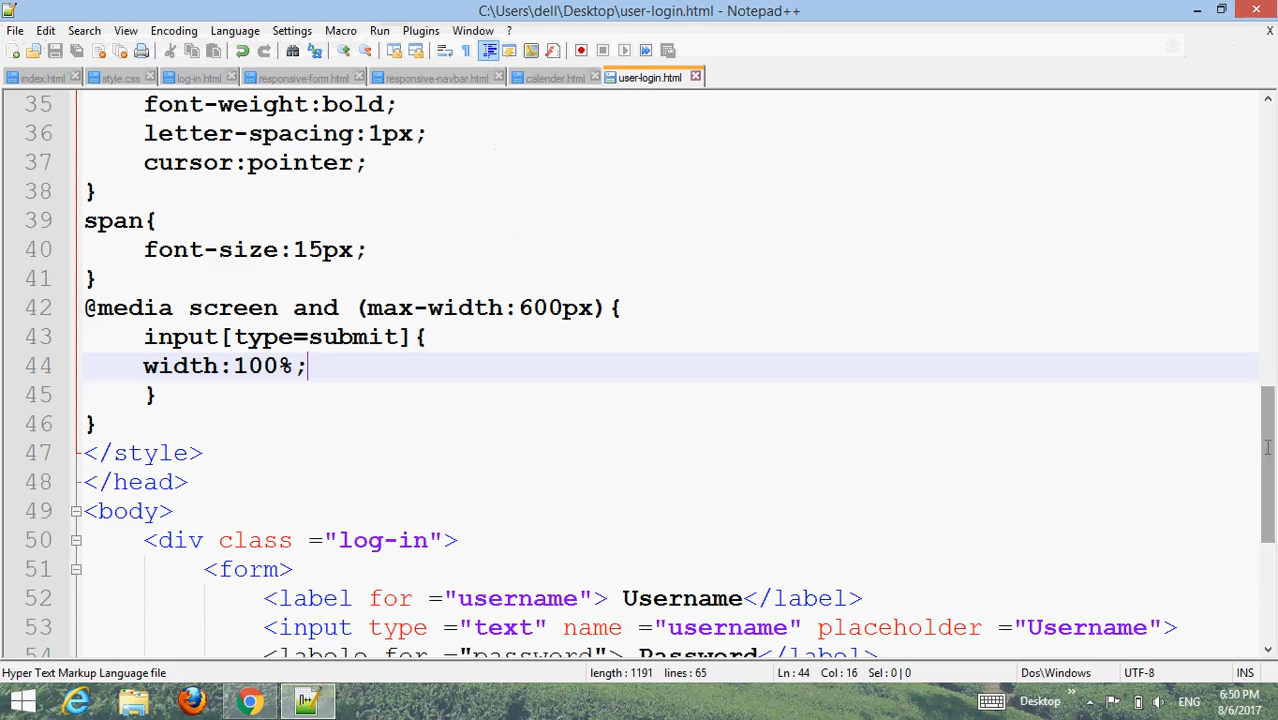 C:\Users\dell\Desktop\user-login.html - Notepad++
File Edit Search View Encoding Language Settings Macro Run Plugins Window ? X
index.html style.css log-in.html responsive-form.html responsive-navbar.html calender.html user-login.html
35 font-weight:bold;
36 letter-spacing:1px;
37 cursor:pointer;
38 }
39 span{
40 font-size:15px;
41 }
42 @media screen and (max-width:600px){
43 input[type=submit]{
44 width:100%;
45 }
46 }
47 </style>
48 </head>
49 <body>
50 <div class ="log-in">
51 <form>
52 <label for ="username"> Username</label>
53 <input type ="text" name ="username" placeholder ="Username">
54 <labelo for ="password"> Password</label>
Hyper Text Markup Language file length : 1191 lines : 65 Ln : 44 Col : 16 Sel : 0 | 0 Dos\Windows UTF-8 INS
Desktop ENG 6:50 PM
8/6/2017